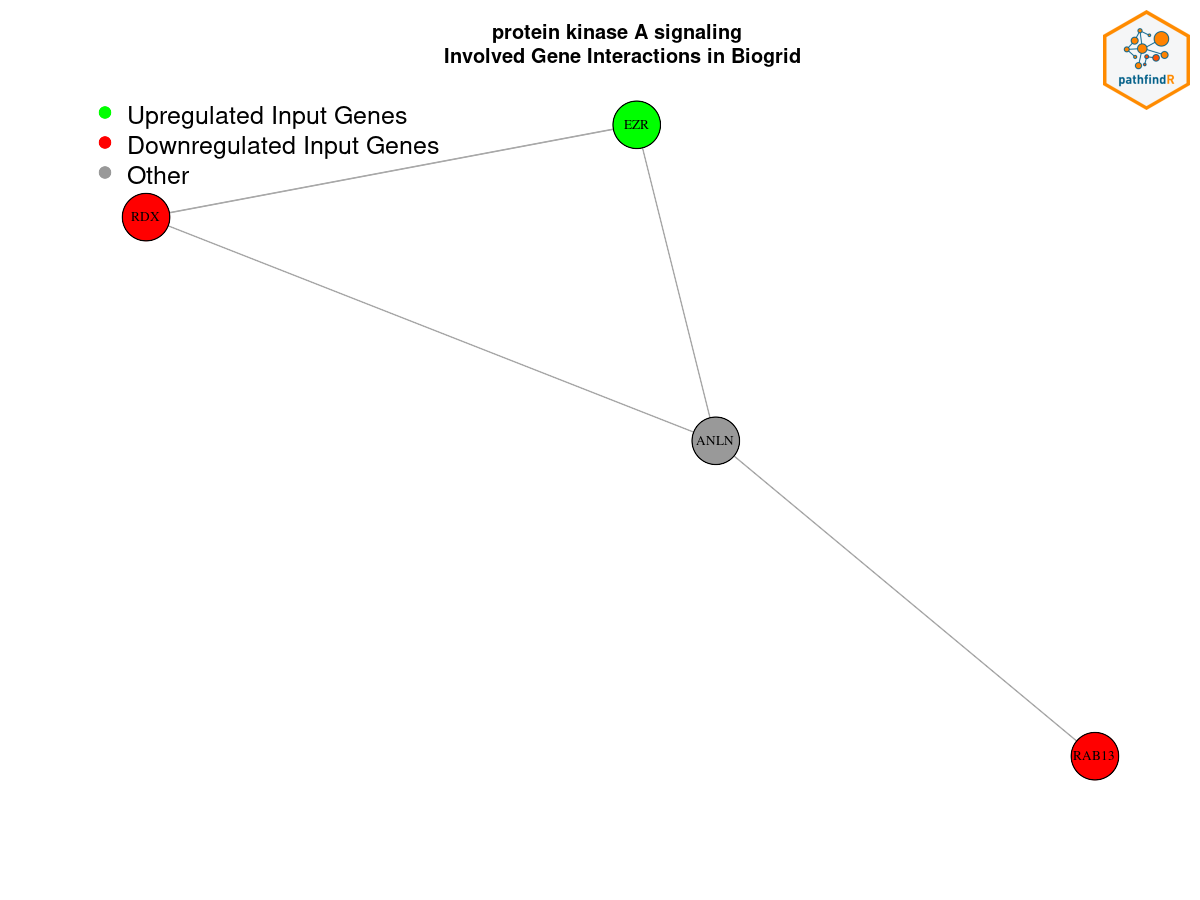 protein kinase A signaling
Involved Gene Interactions in Biogrid
pathfindR
Upregulated Input Genes
Downregulated Input Genes
Other
EZR
RDX
ANLN
RAB13